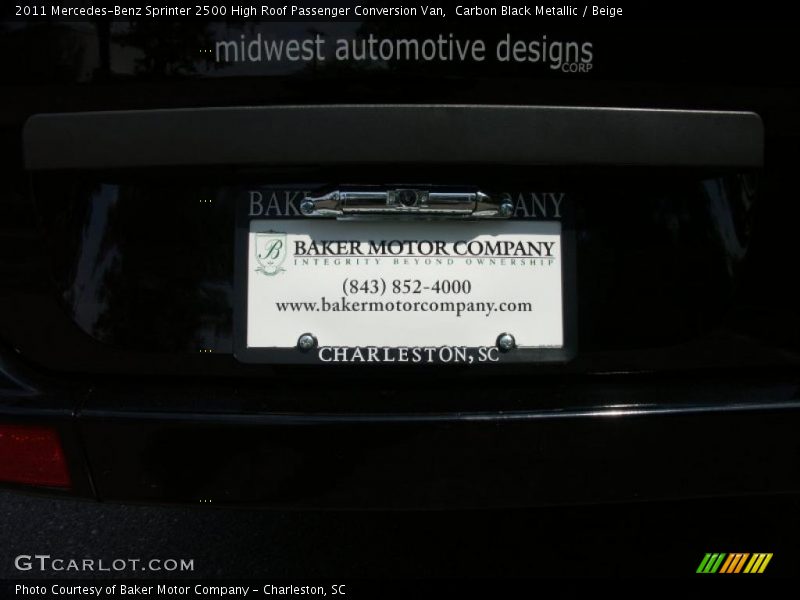 2011 Mercedes-Benz Sprinter 2500 High Roof Passenger Conversion Van,  Carbon Black Metallic / Beige
midwest automotive designs
CORP
BAK ANY
B BAKER MOTOR COMPANY
INTEGRITY BEYOND OWNERSHIP
(843) 852-4000
www.bakermotorcompany.com
CHARLESTON, SC
GTCARLOT.COM
Photo Courtesy of Baker Motor Company - Charleston, SC